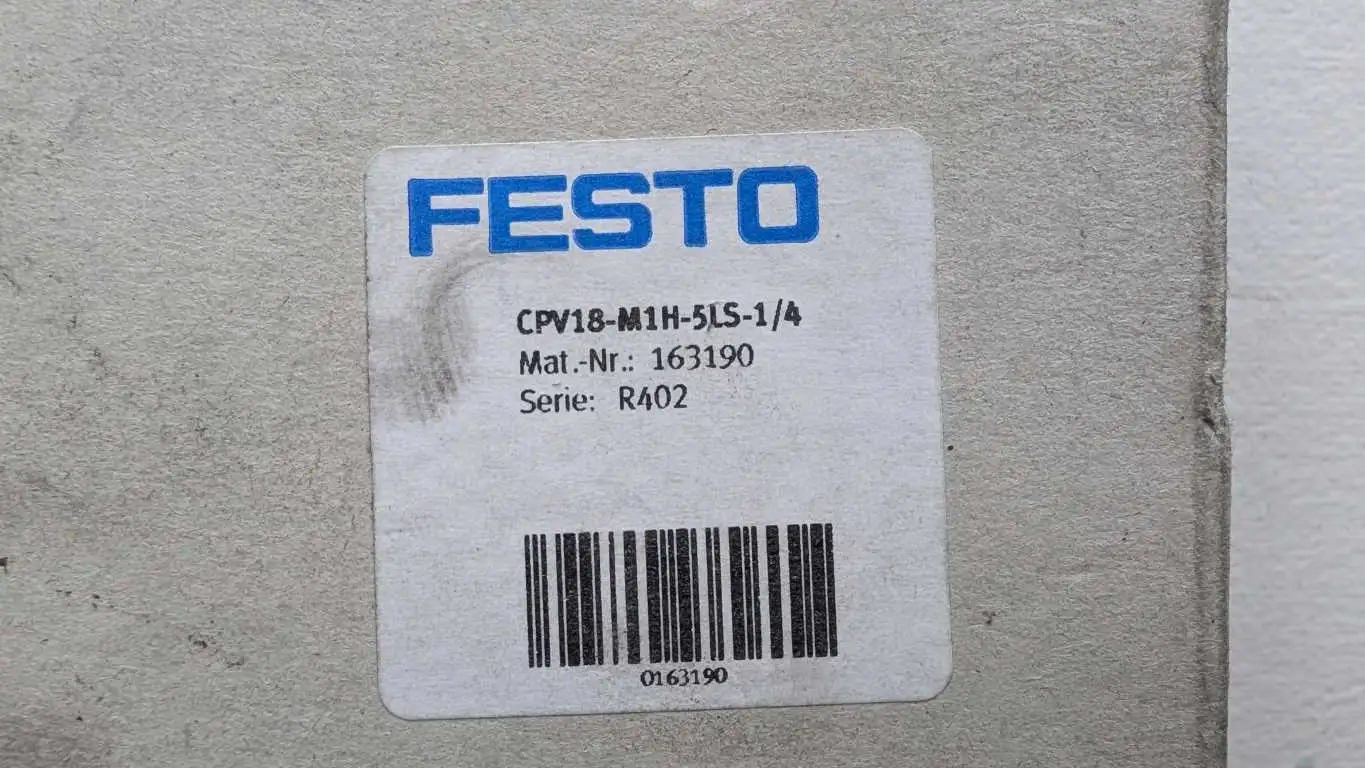 FESTO
CPV18-M1H-5LS-1/4
Mat.-Nr.: 163190
Serie: R402
0163190